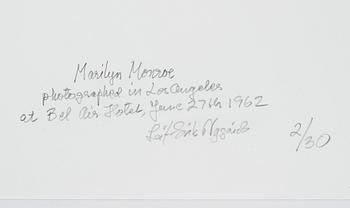 Marilyn Monroe
photographed in Los Angeles
at Bel Air Hotel, June 27th 1962
Leif-Erik Nygårds
2/30